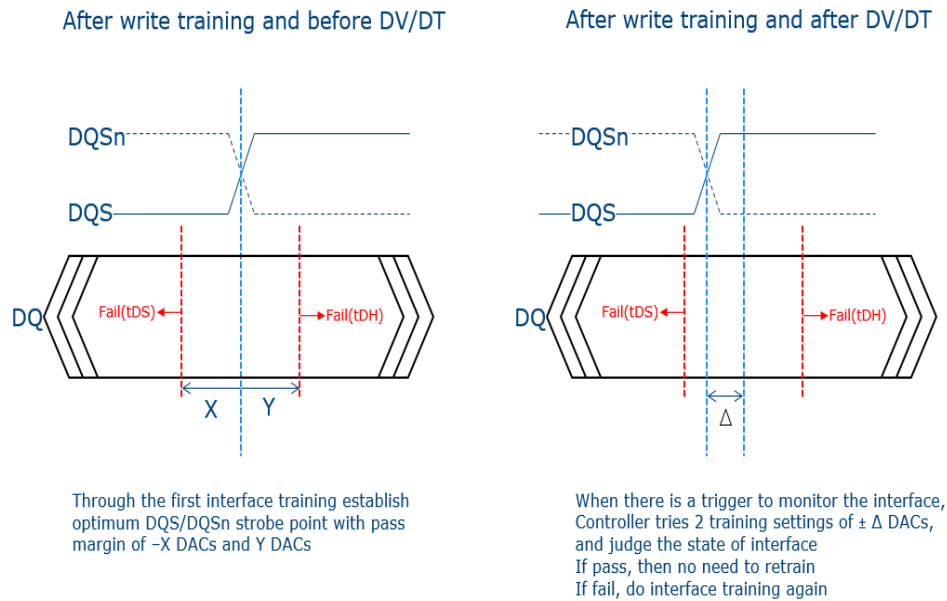 After write training and before DV/DT
DQSn
DQS
DQ
Fail(tDS)
Fail(tDH)
X
Y
Through the first interface training establish
optimum DQS/DQSn strobe point with pass
margin of –X DACs and Y DACs
After write training and after DV/DT
DQSn
DQS
DQ
Fail(tDS)
Fail(tDH)
Δ
When there is a trigger to monitor the interface,
Controller tries 2 training settings of ± Δ DACs,
and judge the state of interface
If pass, then no need to retrain
If fail, do interface training again